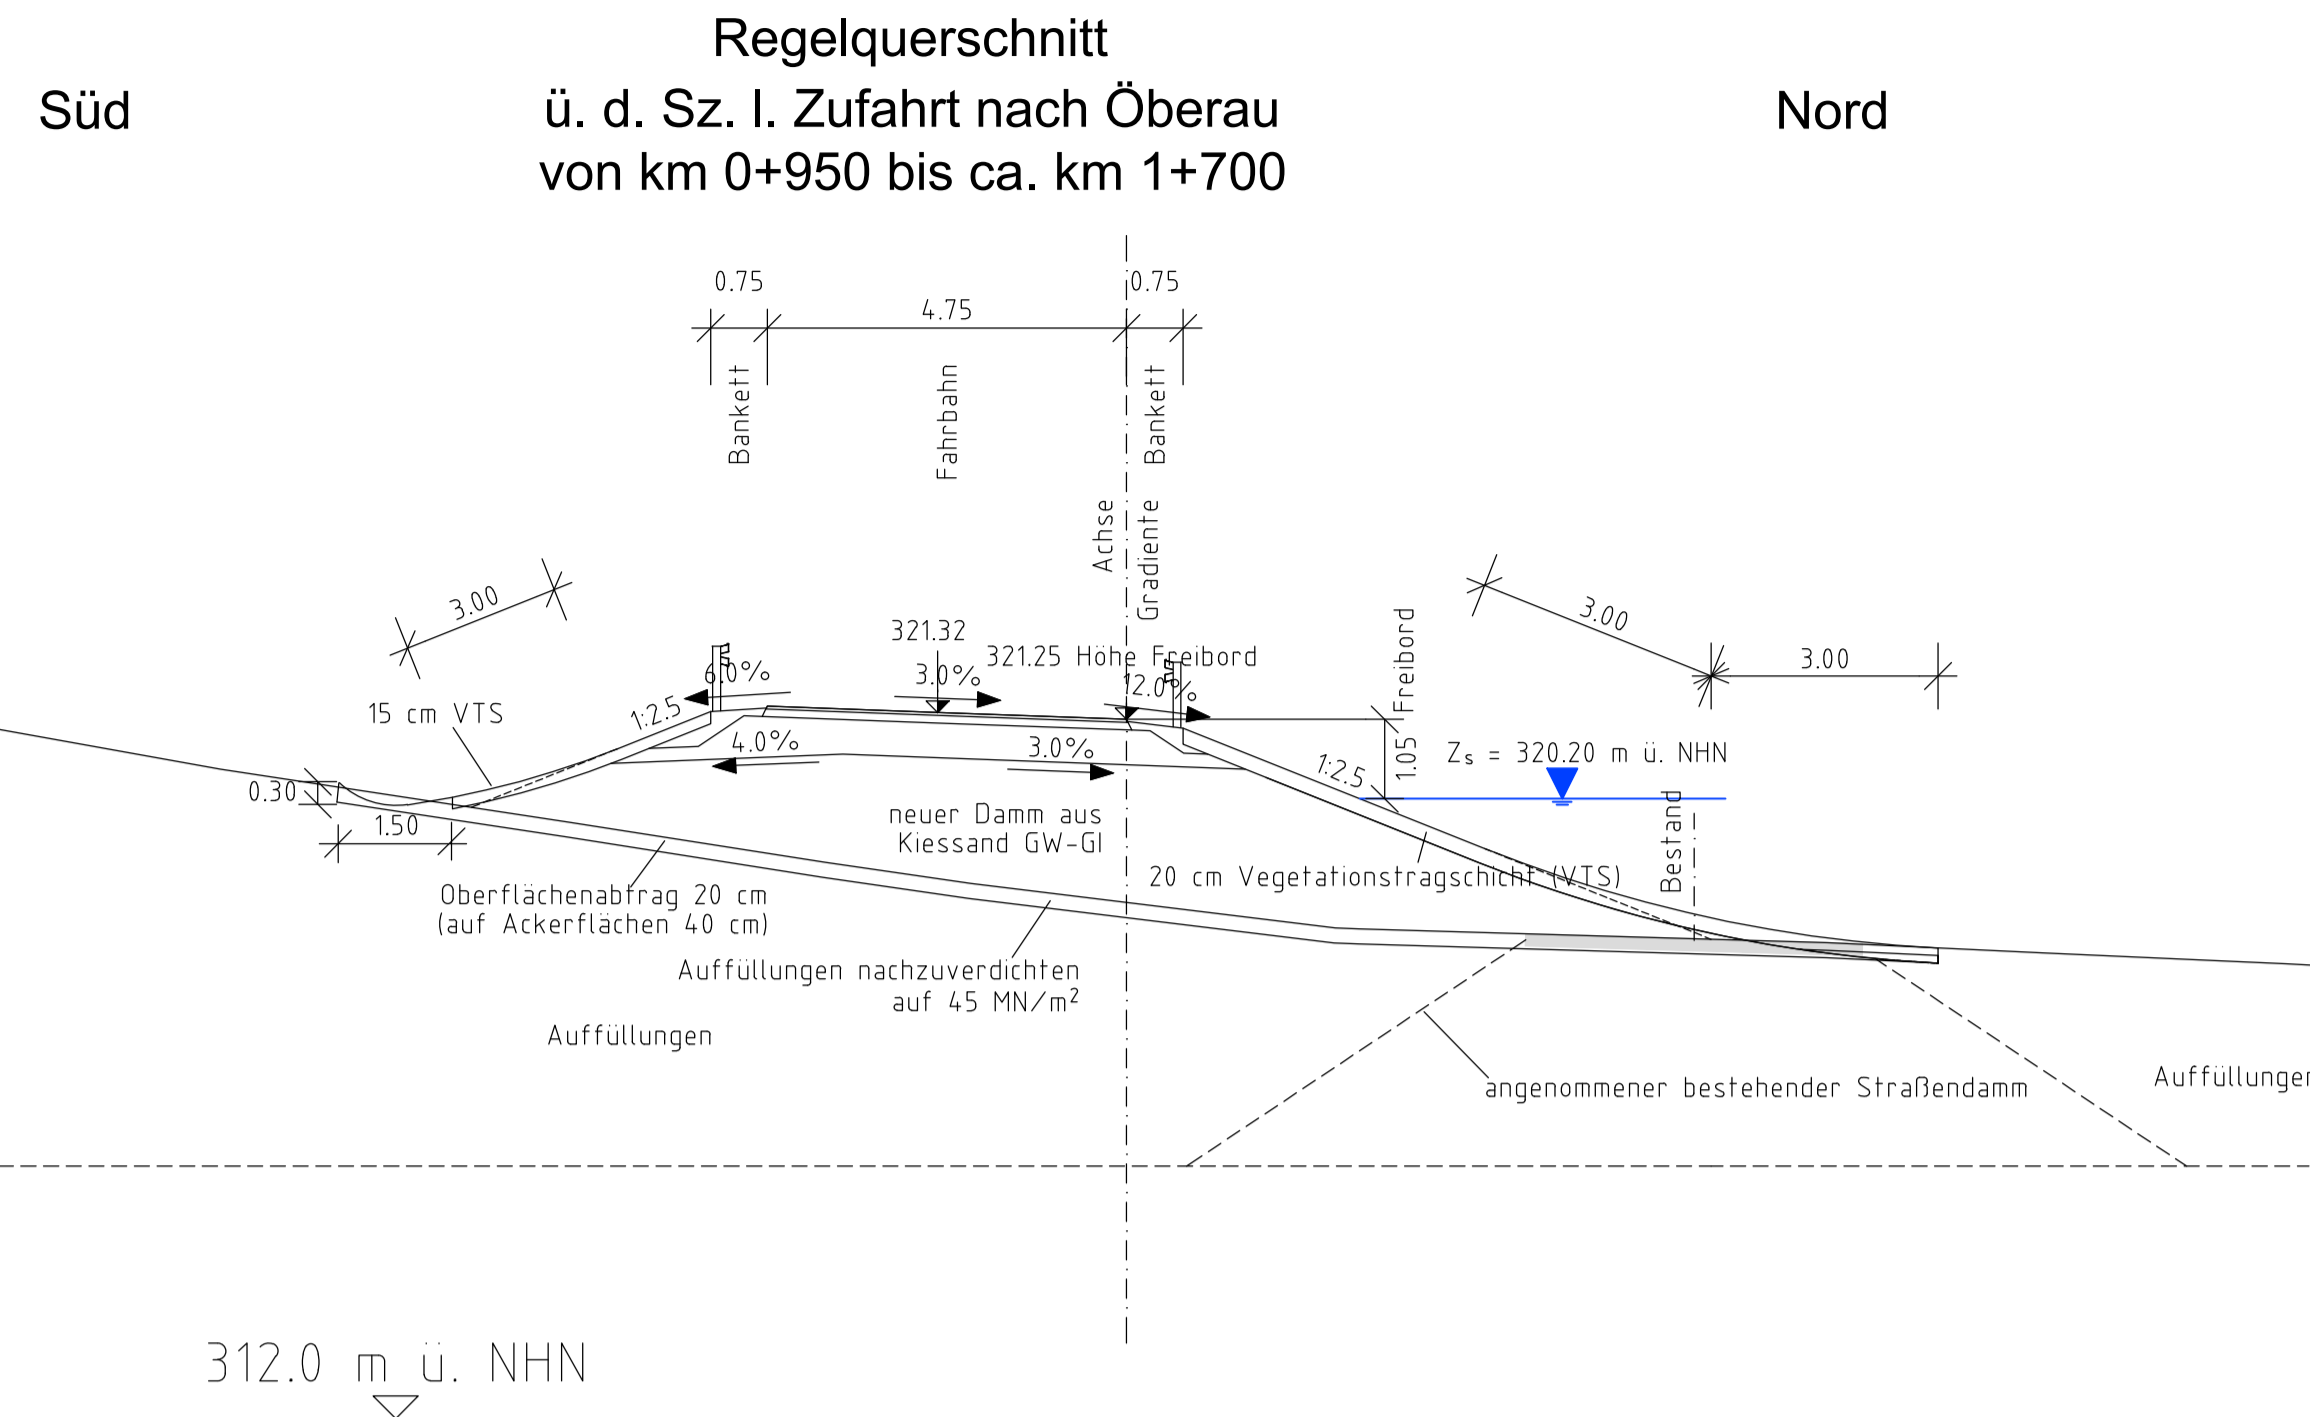 Regelquerschnitt
Süd
ü. d. Sz. I. Zufahrt nach Öberau
Nord
von km 0+950 bis ca. km 1+700
0.75
0.75
4.75
Bankett
Fahrbahn
Bankett
Achse
Gradiente
3.00
3.00
Freibord
321.32
321.25 Höhe Freibord
3.00
6.0%
3.0%
12.0%
15 cm VTS
1:2.5
4.0%
3.0%
1:2.5
1.05
Zs = 320.20 m ü. NHN
0.30
1.50
neuer Damm aus
Kiessand GW-GI
Bestand
20 cm Vegetationstragschicht (VTS)
Oberflächenabtrag 20 cm
(auf Ackerflächen 40 cm)
Auffüllungen nachzuverdichten
auf 45 MN/m²
Auffüllungen
angenommener bestehender Straßendamm
Auffüllungen
312.0 m ü. NHN